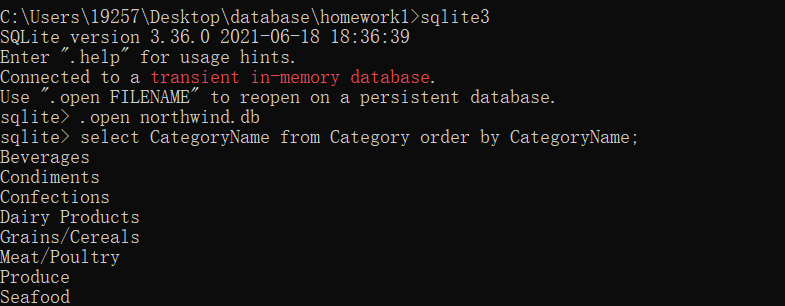 C:\Users\19257\Desktop\database\homework1>sqlite3
SQLite version 3.36.0 2021-06-18 18:36:39
Enter ".help" for usage hints.
Connected to a transient in-memory database.
Use ".open FILENAME" to reopen on a persistent database.
sqlite> .open northwind.db
sqlite> select CategoryName from Category order by CategoryName;
Beverages
Condiments
Confections
Dairy Products
Grains/Cereals
Meat/Poultry
Produce
Seafood